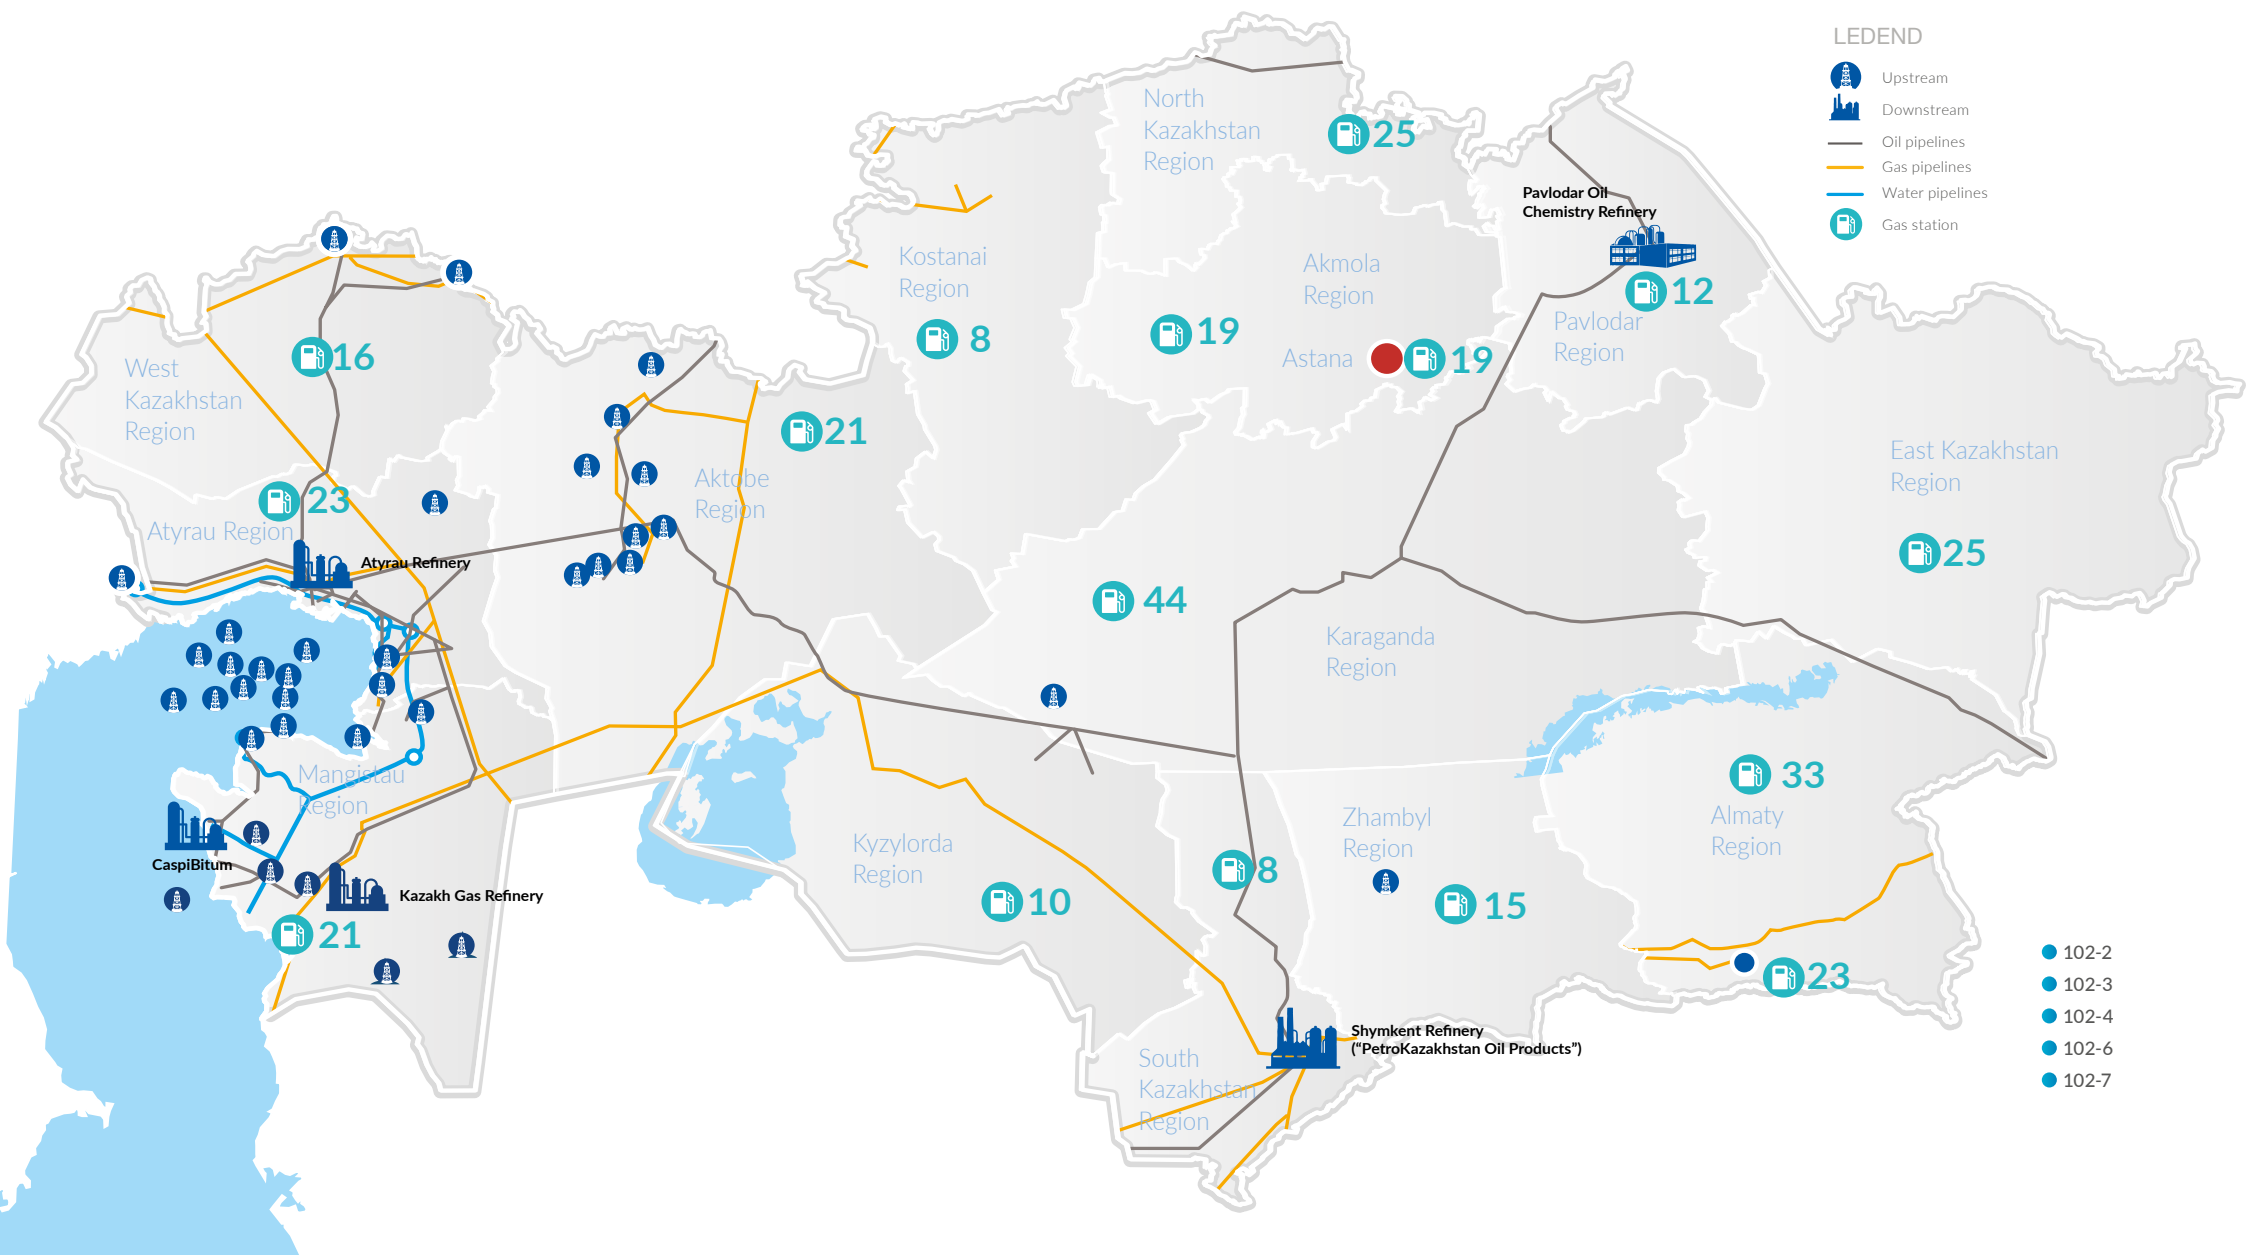 LEDEND
Upstream
Downstream
Oil pipelines
Gas pipelines
Water pipelines
Gas station
North
Kazakhstan
Region
25
Pavlodar Oil
Chemistry Refinery
12
Pavlodar
Region
Kostanai
Region
8
Akmola
Region
19
Astana
19
West
Kazakhstan
Region
16
21
Aktobe
Region
23
Atyrau Region
Atyrau Refinery
East Kazakhstan
Region
25
44
Karaganda
Region
Mangistau
Region
CaspiBitum
Kazakh Gas Refinery
21
Kyzylorda
Region
10
8
Zhambyl
Region
15
33
Almaty
Region
23
Shymkent Refinery
(“PetroKazakhstan Oil Products”)
South
Kazakhstan
Region
102-2
102-3
102-4
102-6
102-7